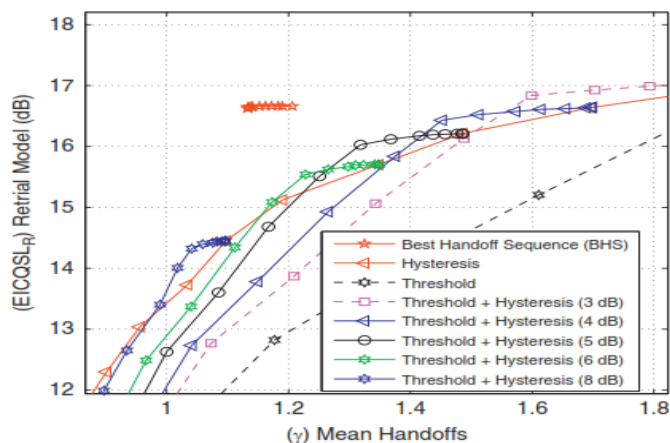 18
17
16
15
14
13
12
(EICQSL_R) Retrial Model (dB)
Best Handoff Sequence (BHS)
Hysteresis
Threshold
Threshold + Hysteresis (3 dB)
Threshold + Hysteresis (4 dB)
Threshold + Hysteresis (5 dB)
Threshold + Hysteresis (6 dB)
Threshold + Hysteresis (8 dB)
1 1.2 1.4 1.6 1.8
(γ) Mean Handoffs